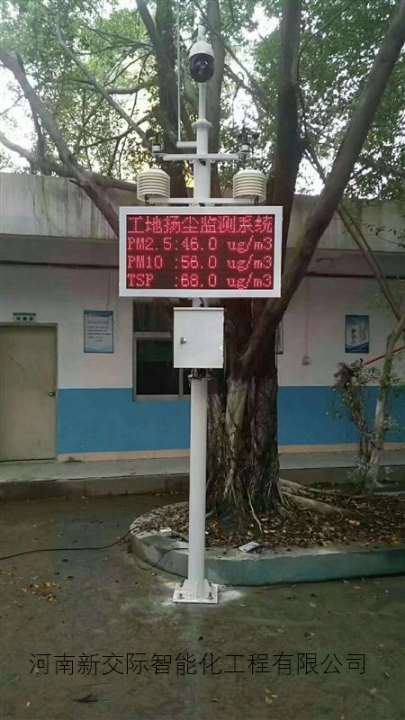 工地扬尘监测系统
PM2.5:46.0 ug/m3
PM10 :56.0 ug/m3
TSP :68.0 ug/m3
河南新交际智能化工程有限公司